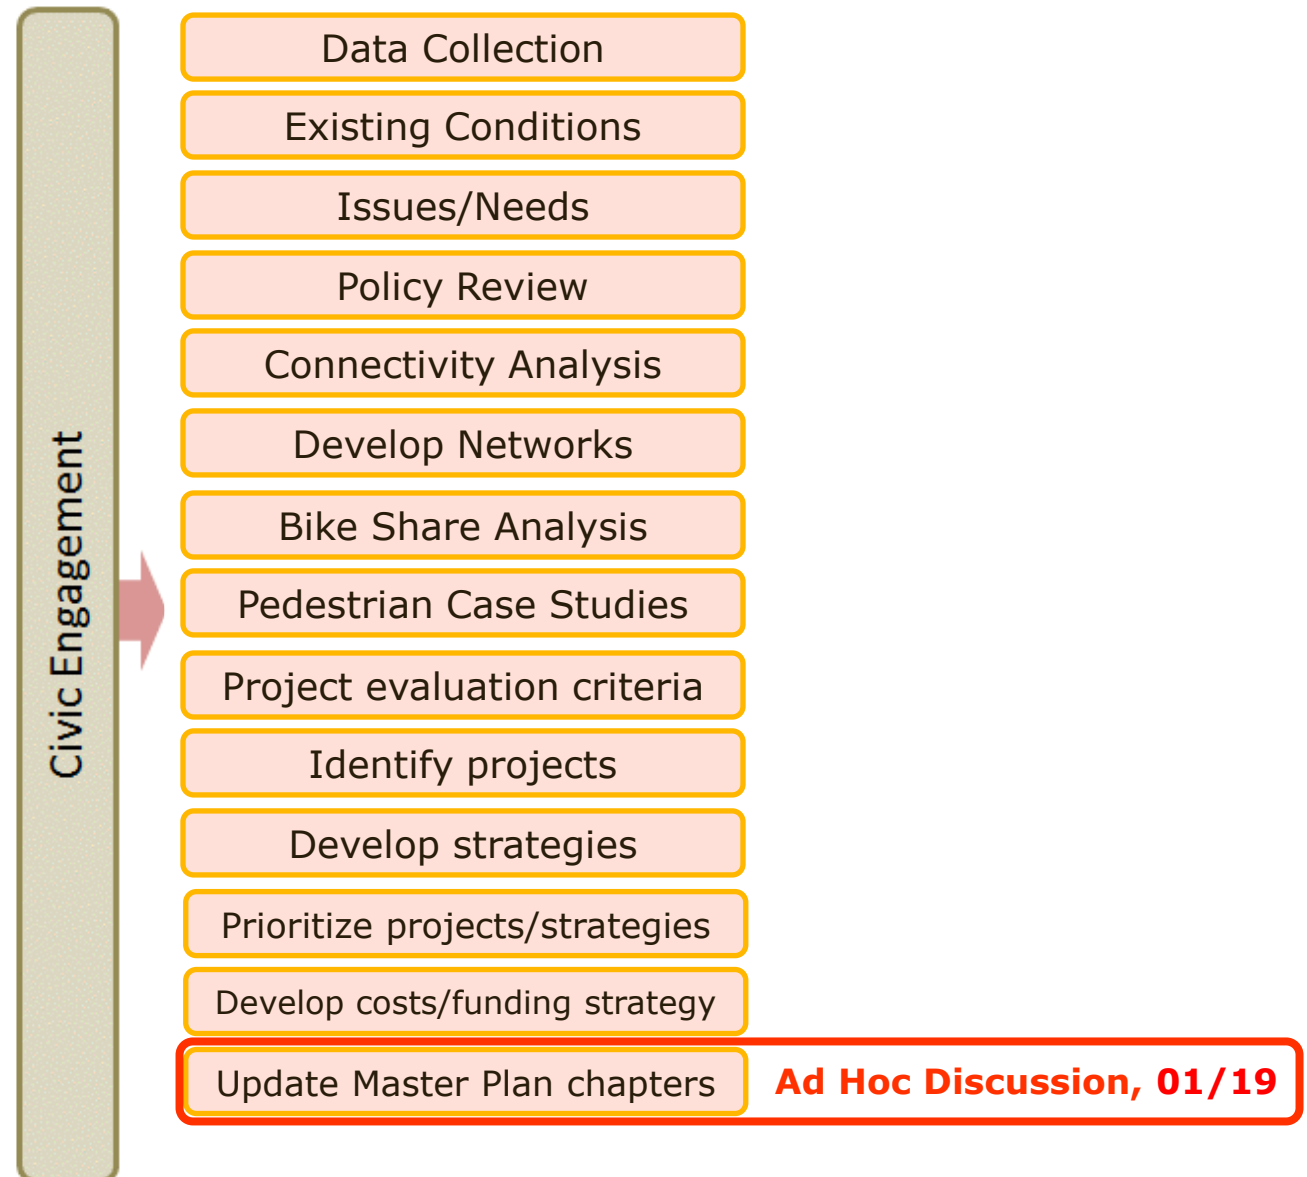 Civic Engagement
Data Collection
Existing Conditions
Issues/Needs
Policy Review
Connectivity Analysis
Develop Networks
Bike Share Analysis
Pedestrian Case Studies
Project evaluation criteria
Identify projects
Develop strategies
Prioritize projects/strategies
Develop costs/funding strategy
Update Master Plan chapters
Ad Hoc Discussion, 01/19